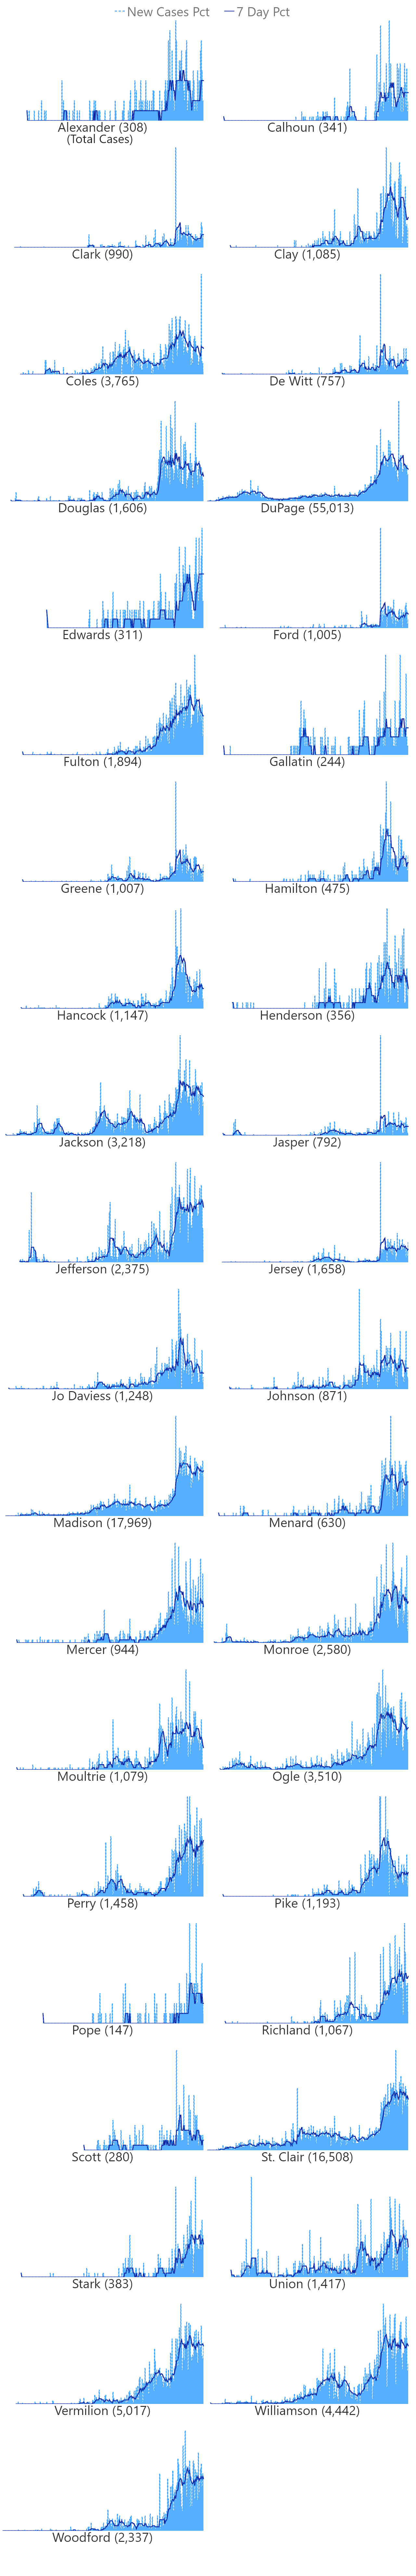 New Cases Pct 7 Day Pct
Alexander (308) Calhoun (341)
(Total Cases)
Clark (990) Clay (1,085)
Coles (3,765) De Witt (757)
Douglas (1,606) DuPage (55,013)
Edwards (311) Ford (1,005)
Fulton (1,894) Gallatin (244)
Greene (1,007) Hamilton (475)
Hancock (1,147) Henderson (356)
Jackson (3,218) Jasper (792)
Jefferson (2,375) Jersey (1,658)
Jo Daviess (1,248) Johnson (871)
Madison (17,969) Menard (630)
Mercer (944) Monroe (2,580)
Moultrie (1,079) Ogle (3,510)
Perry (1,458) Pike (1,193)
Pope (147) Richland (1,067)
Scott (280) St. Clair (16,508)
Stark (383) Union (1,417)
Vermilion (5,017) Williamson (4,442)
Woodford (2,337)